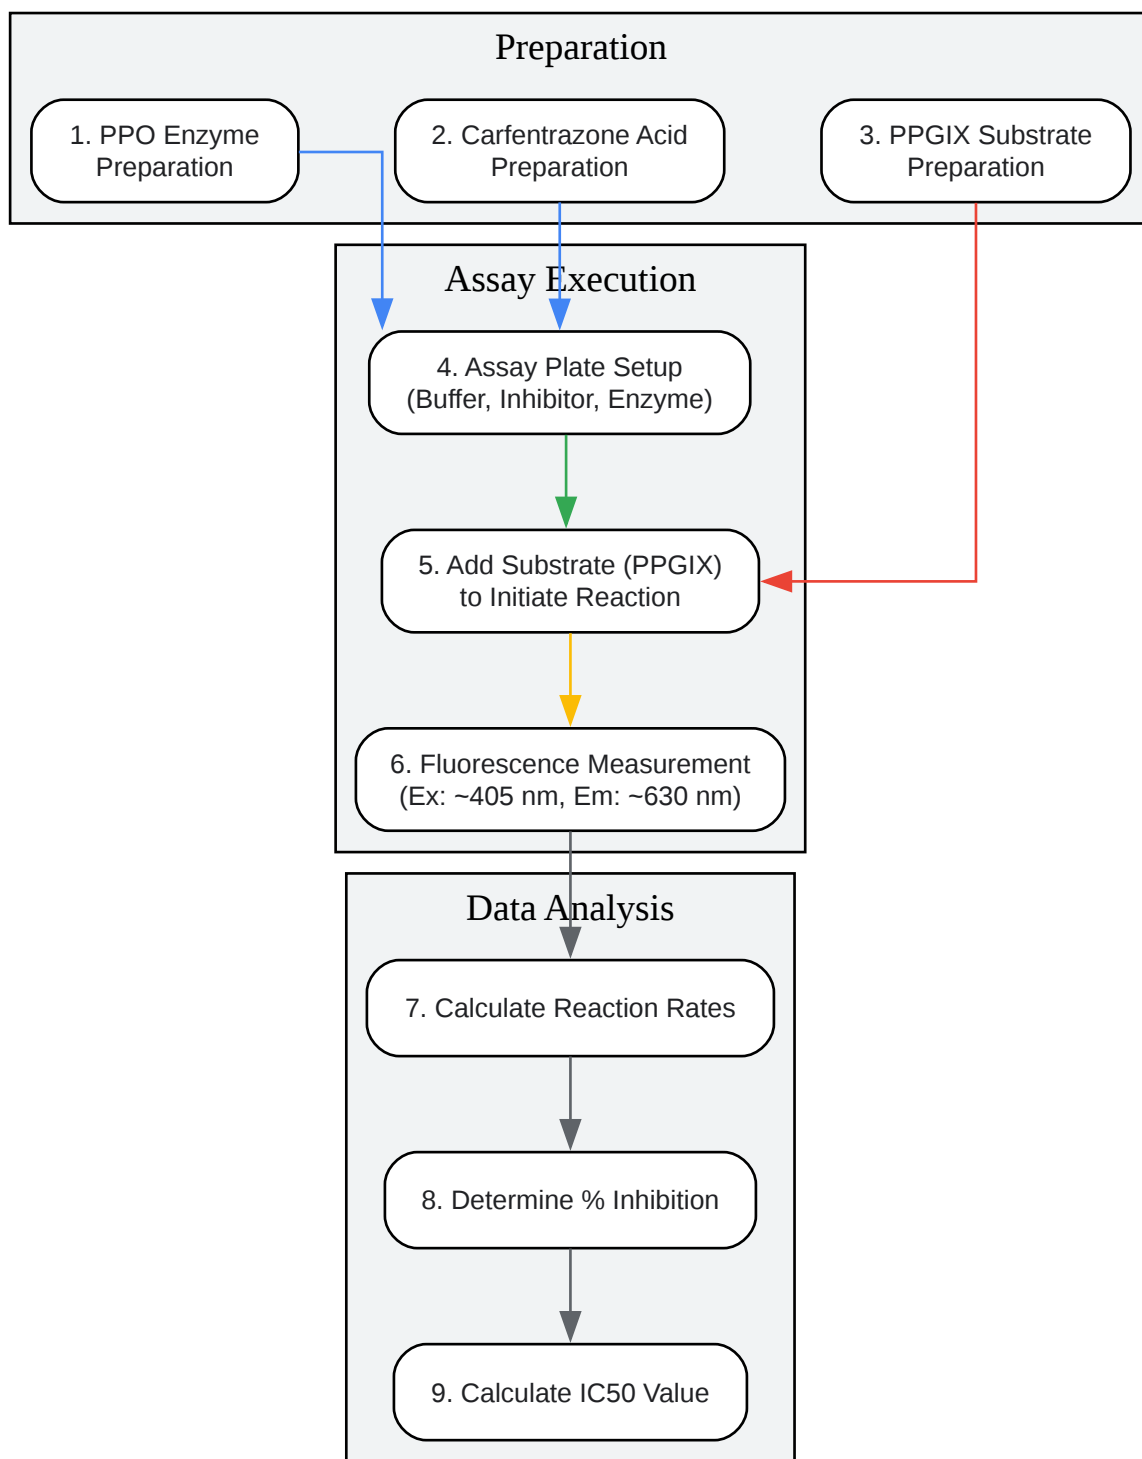 Preparation
1. PPO Enzyme
Preparation
2. Carfentrazone Acid
Preparation
3. PPGIX Substrate
Preparation
Assay Execution
4. Assay Plate Setup
(Buffer, Inhibitor, Enzyme)
5. Add Substrate (PPGIX)
to Initiate Reaction
6. Fluorescence Measurement
(Ex: ~405 nm, Em: ~630 nm)
Data Analysis
7. Calculate Reaction Rates
8. Determine % Inhibition
9. Calculate IC50 Value